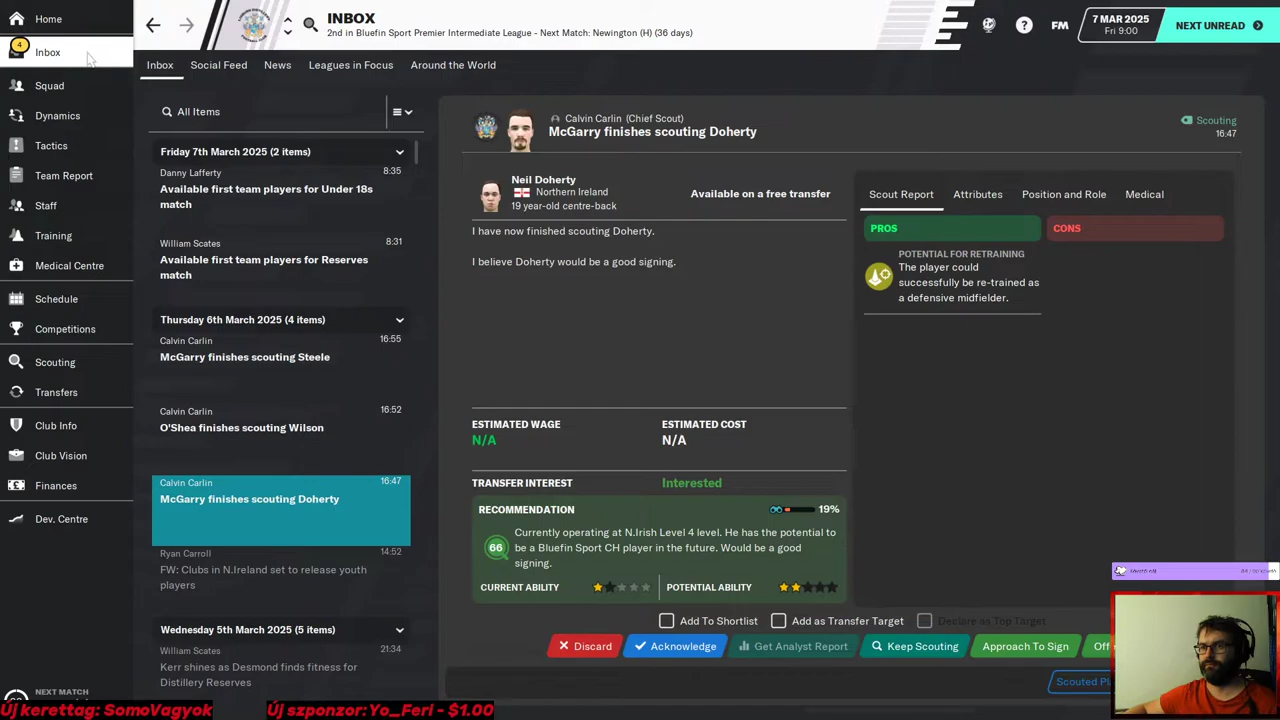 Home
4
Inbox
Squad
Dynamics
Tactics
Team Report
Staff
Training
Medical Centre
Schedule
Competitions
Scouting
Transfers
Club Info
Club Vision
Finances
Dev. Centre
NEXT MATCH
INBOX
2nd in Bluefin Sport Premier Intermediate League - Next Match: Newington (H) (36 days)
FM
7 MAR 2025
Fri 9:00
NEXT UNREAD
Inbox
Social Feed
News
Leagues in Focus
Around the World
All Items
Friday 7th March 2025 (2 items)
Danny Lafferty
8:35
Available first team players for Under 18s
match
William Scates
8:31
Available first team players for Reserves
match
Thursday 6th March 2025 (4 items)
Calvin Carlin
16:55
McGarry finishes scouting Steele
Calvin Carlin
16:52
O'Shea finishes scouting Wilson
Calvin Carlin
16:47
McGarry finishes scouting Doherty
Ryan Carroll
14:52
FW: Clubs in N.Ireland set to release youth
players
Wednesday 5th March 2025 (5 items)
William Scates
21:34
Kerr shines as Desmond finds fitness for
Distillery Reserves
Calvin Carlin (Chief Scout)
McGarry finishes scouting Doherty
Scouting
16:47
Neil Doherty
Northern Ireland
19 year-old centre-back
Available on a free transfer
I have now finished scouting Doherty.
I believe Doherty would be a good signing.
ESTIMATED WAGE
N/A
ESTIMATED COST
N/A
TRANSFER INTEREST
Interested
RECOMMENDATION
19%
66
Currently operating at N.Irish Level 4 level. He has the potential to
be a Bluefin Sport CH player in the future. Would be a good
signing.
CURRENT ABILITY
POTENTIAL ABILITY
Scout Report
Attributes
Position and Role
Medical
PROS
CONS
POTENTIAL FOR RETRAINING
The player could
successfully be re-trained as
a defensive midfielder.
Add To Shortlist
Add as Transfer Target
Declare as Top Target
Discard
Acknowledge
Get Analyst Report
Keep Scouting
Approach To Sign
Off
Scouted Pl
Új kerettag: SomoVagyok
Új szponzor: Yo_Feri - $1.00